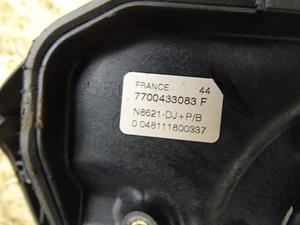 FRANCE 44
7700433083 F
N8621-DJ+P/B
0 048111800337